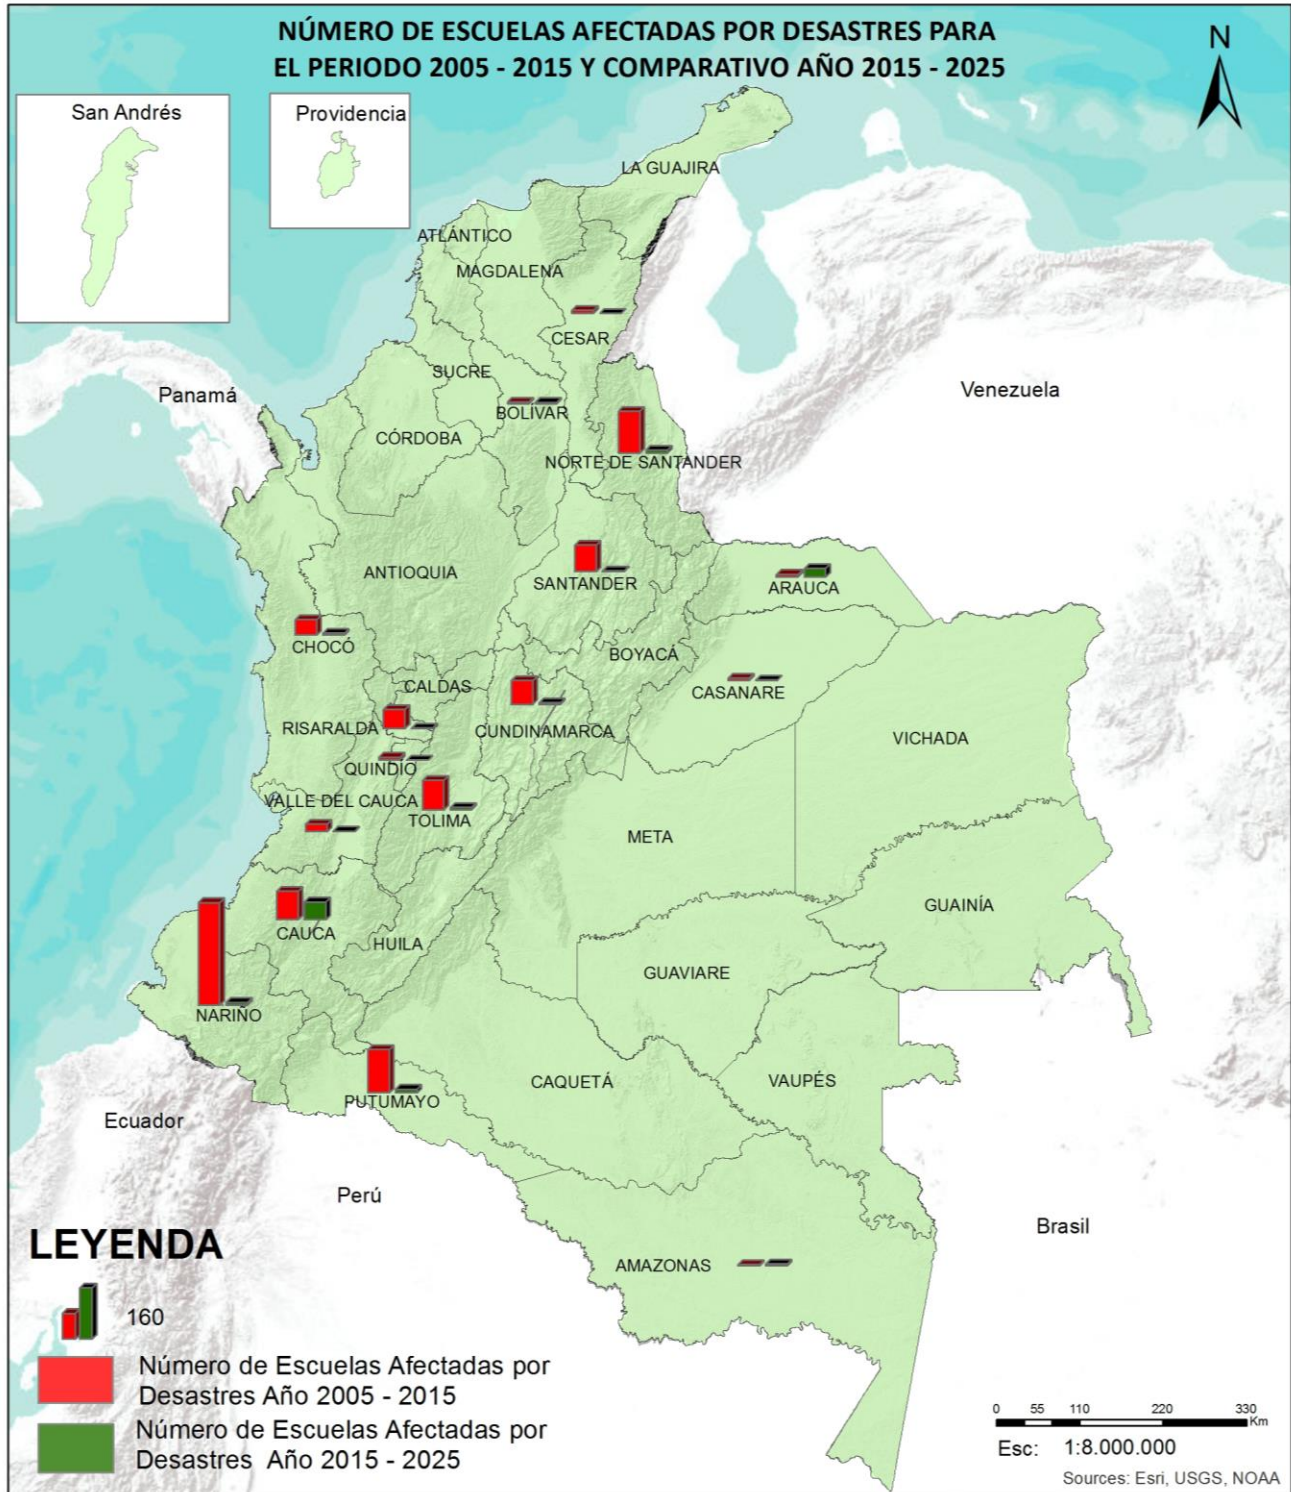 NÚMERO DE ESCUELAS AFECTADAS POR DESASTRES PARA
EL PERIODO 2005 - 2015 Y COMPARATIVO AÑO 2015 - 2025
N
San Andrés
Providencia
LA GUAJIRA
ATLÁNTICO
MAGDALENA
CESAR
SUCRE
Panamá
Venezuela
BOLÍVAR
CÓRDOBA
NORTE DE SANTANDER
ANTIOQUIA
SANTANDER
ARAUCA
CHOCÓ
BOYACÁ
CALDAS
CASANARE
RISARALDA
CUNDINAMARCA
VICHADA
QUINDÍO
VALLE DEL CAUCA
TOLIMA
META
GUAINÍA
CAUCA
HUILA
GUAVIARE
NARIÑO
CAQUETÁ
VAUPÉS
PUTUMAYO
Ecuador
Perú
Brasil
AMAZONAS
LEYENDA
160
Número de Escuelas Afectadas por
Desastres Año 2005 - 2015
Número de Escuelas Afectadas por
Desastres Año 2015 - 2025
0 55 110 220 330
Km
Esc: 1:8.000.000
Sources: Esri, USGS, NOAA